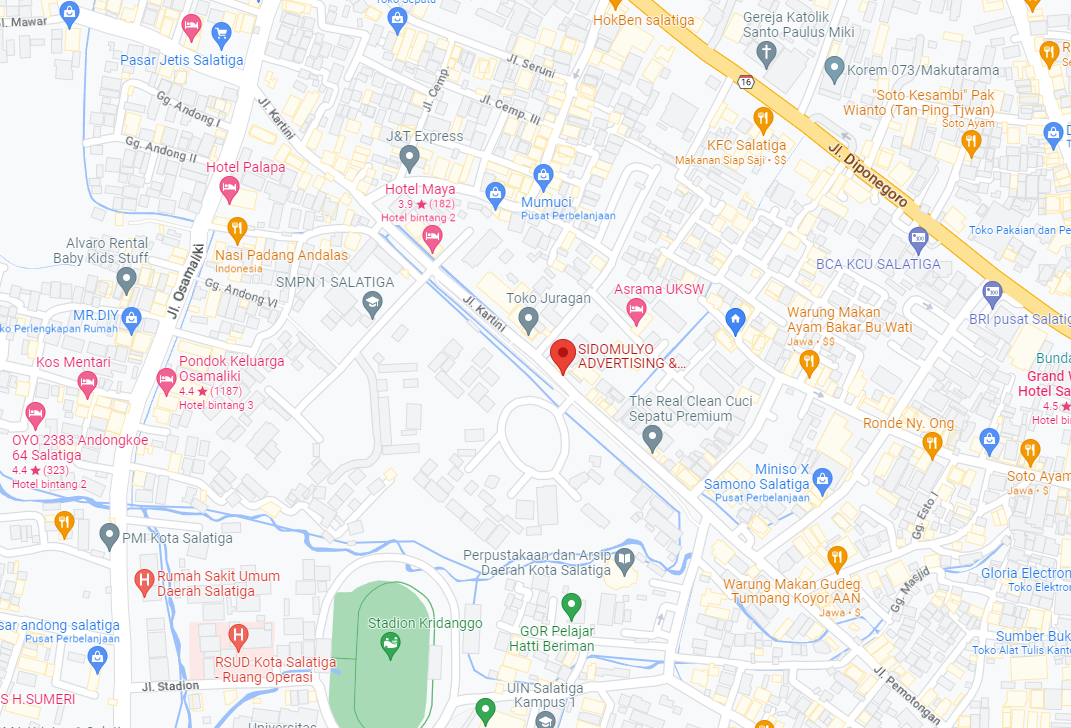 Toko Sepatu
Jl. Mawar
HokBen salatiga
Gereja Katolik
Santo Paulus Miki
Pasar Jetis Salatiga
Jl. Seruni
Korem 073/Makutarama
16
Jl. Cemp.
"Soto Kesambi" Pak
Wianto (Tan Ping Tjwan)
Soto Ayam
Gg. Andong I
Jl. Kartini
Jl. Cemp. III
J&T Express
KFC Salatiga
Makanan Siap Saji • $$
Gg. Andong II
Jl. Diponegoro
Hotel Palapa
Hotel Maya
3.9 ★ (182)
Hotel bintang 2
Mumuci
Pusat Perbelanjaan
Toko Pakaian dan Pe
Alvaro Rental
Baby Kids Stuff
Nasi Padang Andalas
Indonesia
Jl. Osamaliki
BCA KCU SALATIGA
SMPN 1 SALATIGA
Gg. Andong VI
Asrama UKSW
Toko Juragan
Jl. Kartini
MR.DIY
oko Perlengkapan Rumah
Warung Makan
Ayam Bakar Bu Wati
Jawa • $$
BRI pusat Salatig
SIDOMULYO
ADVERTISING &...
Kos Mentari
Pondok Keluarga
Osamaliki
4.4 ★ (1187)
Hotel bintang 3
Bunda
Grand W
Hotel Sa
4.5 ★
Hotel bi
The Real Clean Cuci
Sepatu Premium
Ronde Ny. Ong
OYO 2383 Andongkoe
64 Salatiga
4.4 ★ (323)
Hotel bintang 2
Miniso X
Samono Salatiga
Pusat Perbelanjaan
Soto Ayam
Jawa • $
Gg. Esto I
PMI Kota Salatiga
Perpustakaan dan Arsip
Daerah Kota Salatiga
Rumah Sakit Umum
Daerah Salatiga
Warung Makan Gudeg
Tumpang Koyor AAN
Jawa • $
Gg. Masjid
Gloria Electron
Toko Elektron
sar andong salatiga
Pusat Perbelanjaan
Stadion Kridanggo
GOR Pelajar
Hatti Beriman
Sumber Buk
Toko Alat Tulis Kanto
RSUD Kota Salatiga
- Ruang Operasi
Jl. Stadion
UIN Salatiga
Kampus 1
Jl. Pemotongan
S H.SUMERI
Universitas